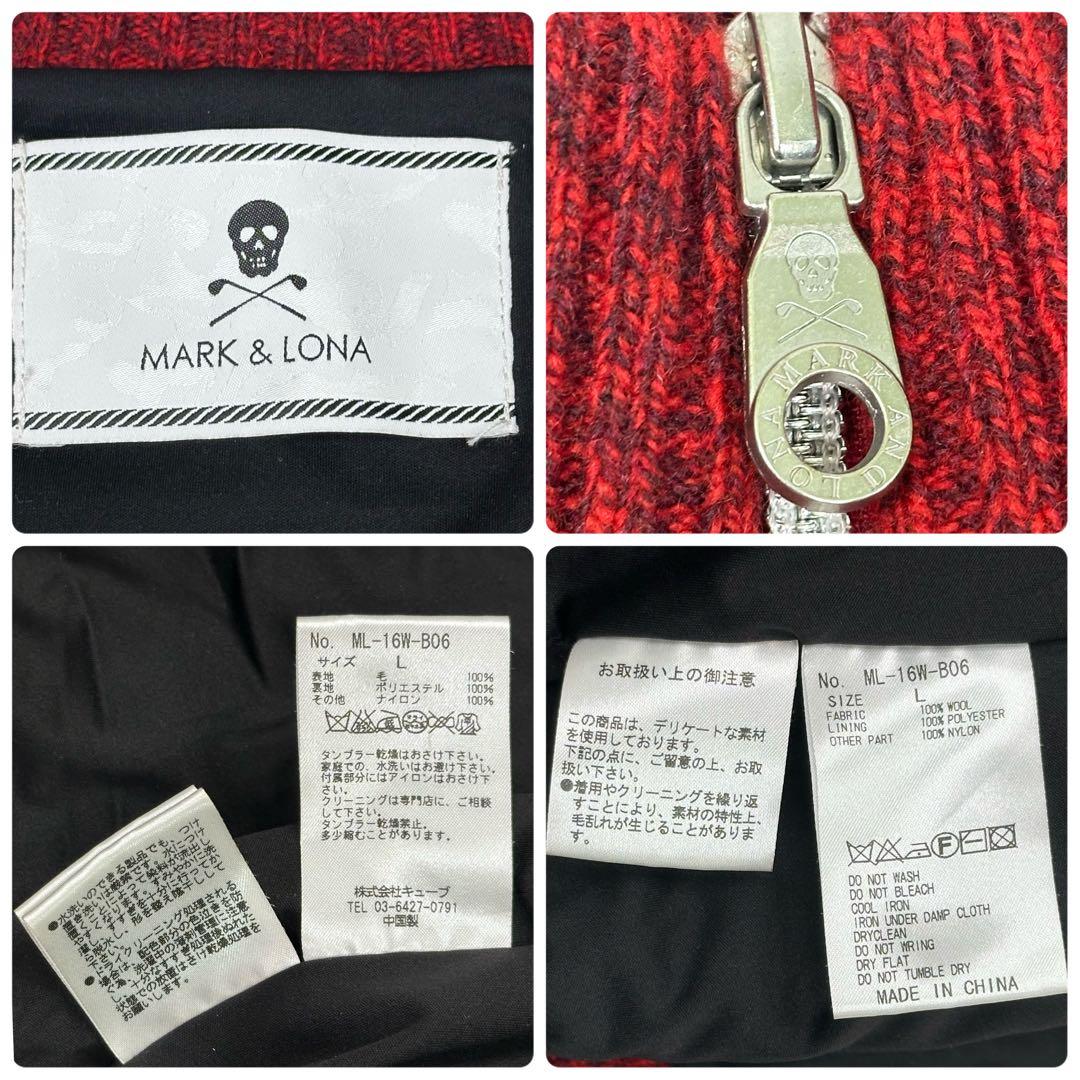 MARK & LONA
MARK AND LONA
No. ML-16W-B06
サイズ L
表地 毛 100%
裏地 ポリエステル 100%
その他 ナイロン 100%
タンブラー乾燥はおさけ下さい。
家庭での、水洗いはお避け下さい。
付属部分にはアイロンはおさけ下さい。
クリーニングは専門店に、ご相談
して下さい。
タンブラー乾燥禁止。
多少縮むことがあります。
株式会社キューブ
TEL 03-6427-0791
中国製
お取扱い上の御注意
この商品は、デリケートな素材
を使用しております。
下記の点に、ご留意の上、お取
扱い下さい。
●着用やクリーニングを繰り返
すことにより、素材の特性上、
毛乱れが生じることがありま
す。
No. ML-16W-B06
SIZE L
FABRIC 100% WOOL
LINING 100% POLYESTER
OTHER PART 100% NYLON
F
DO NOT WASH
DO NOT BLEACH
COOL IRON
IRON UNDER DAMP CLOTH
DRYCLEAN
DO NOT WRING
DRY FLAT
DO NOT TUMBLE DRY
MADE IN CHINA